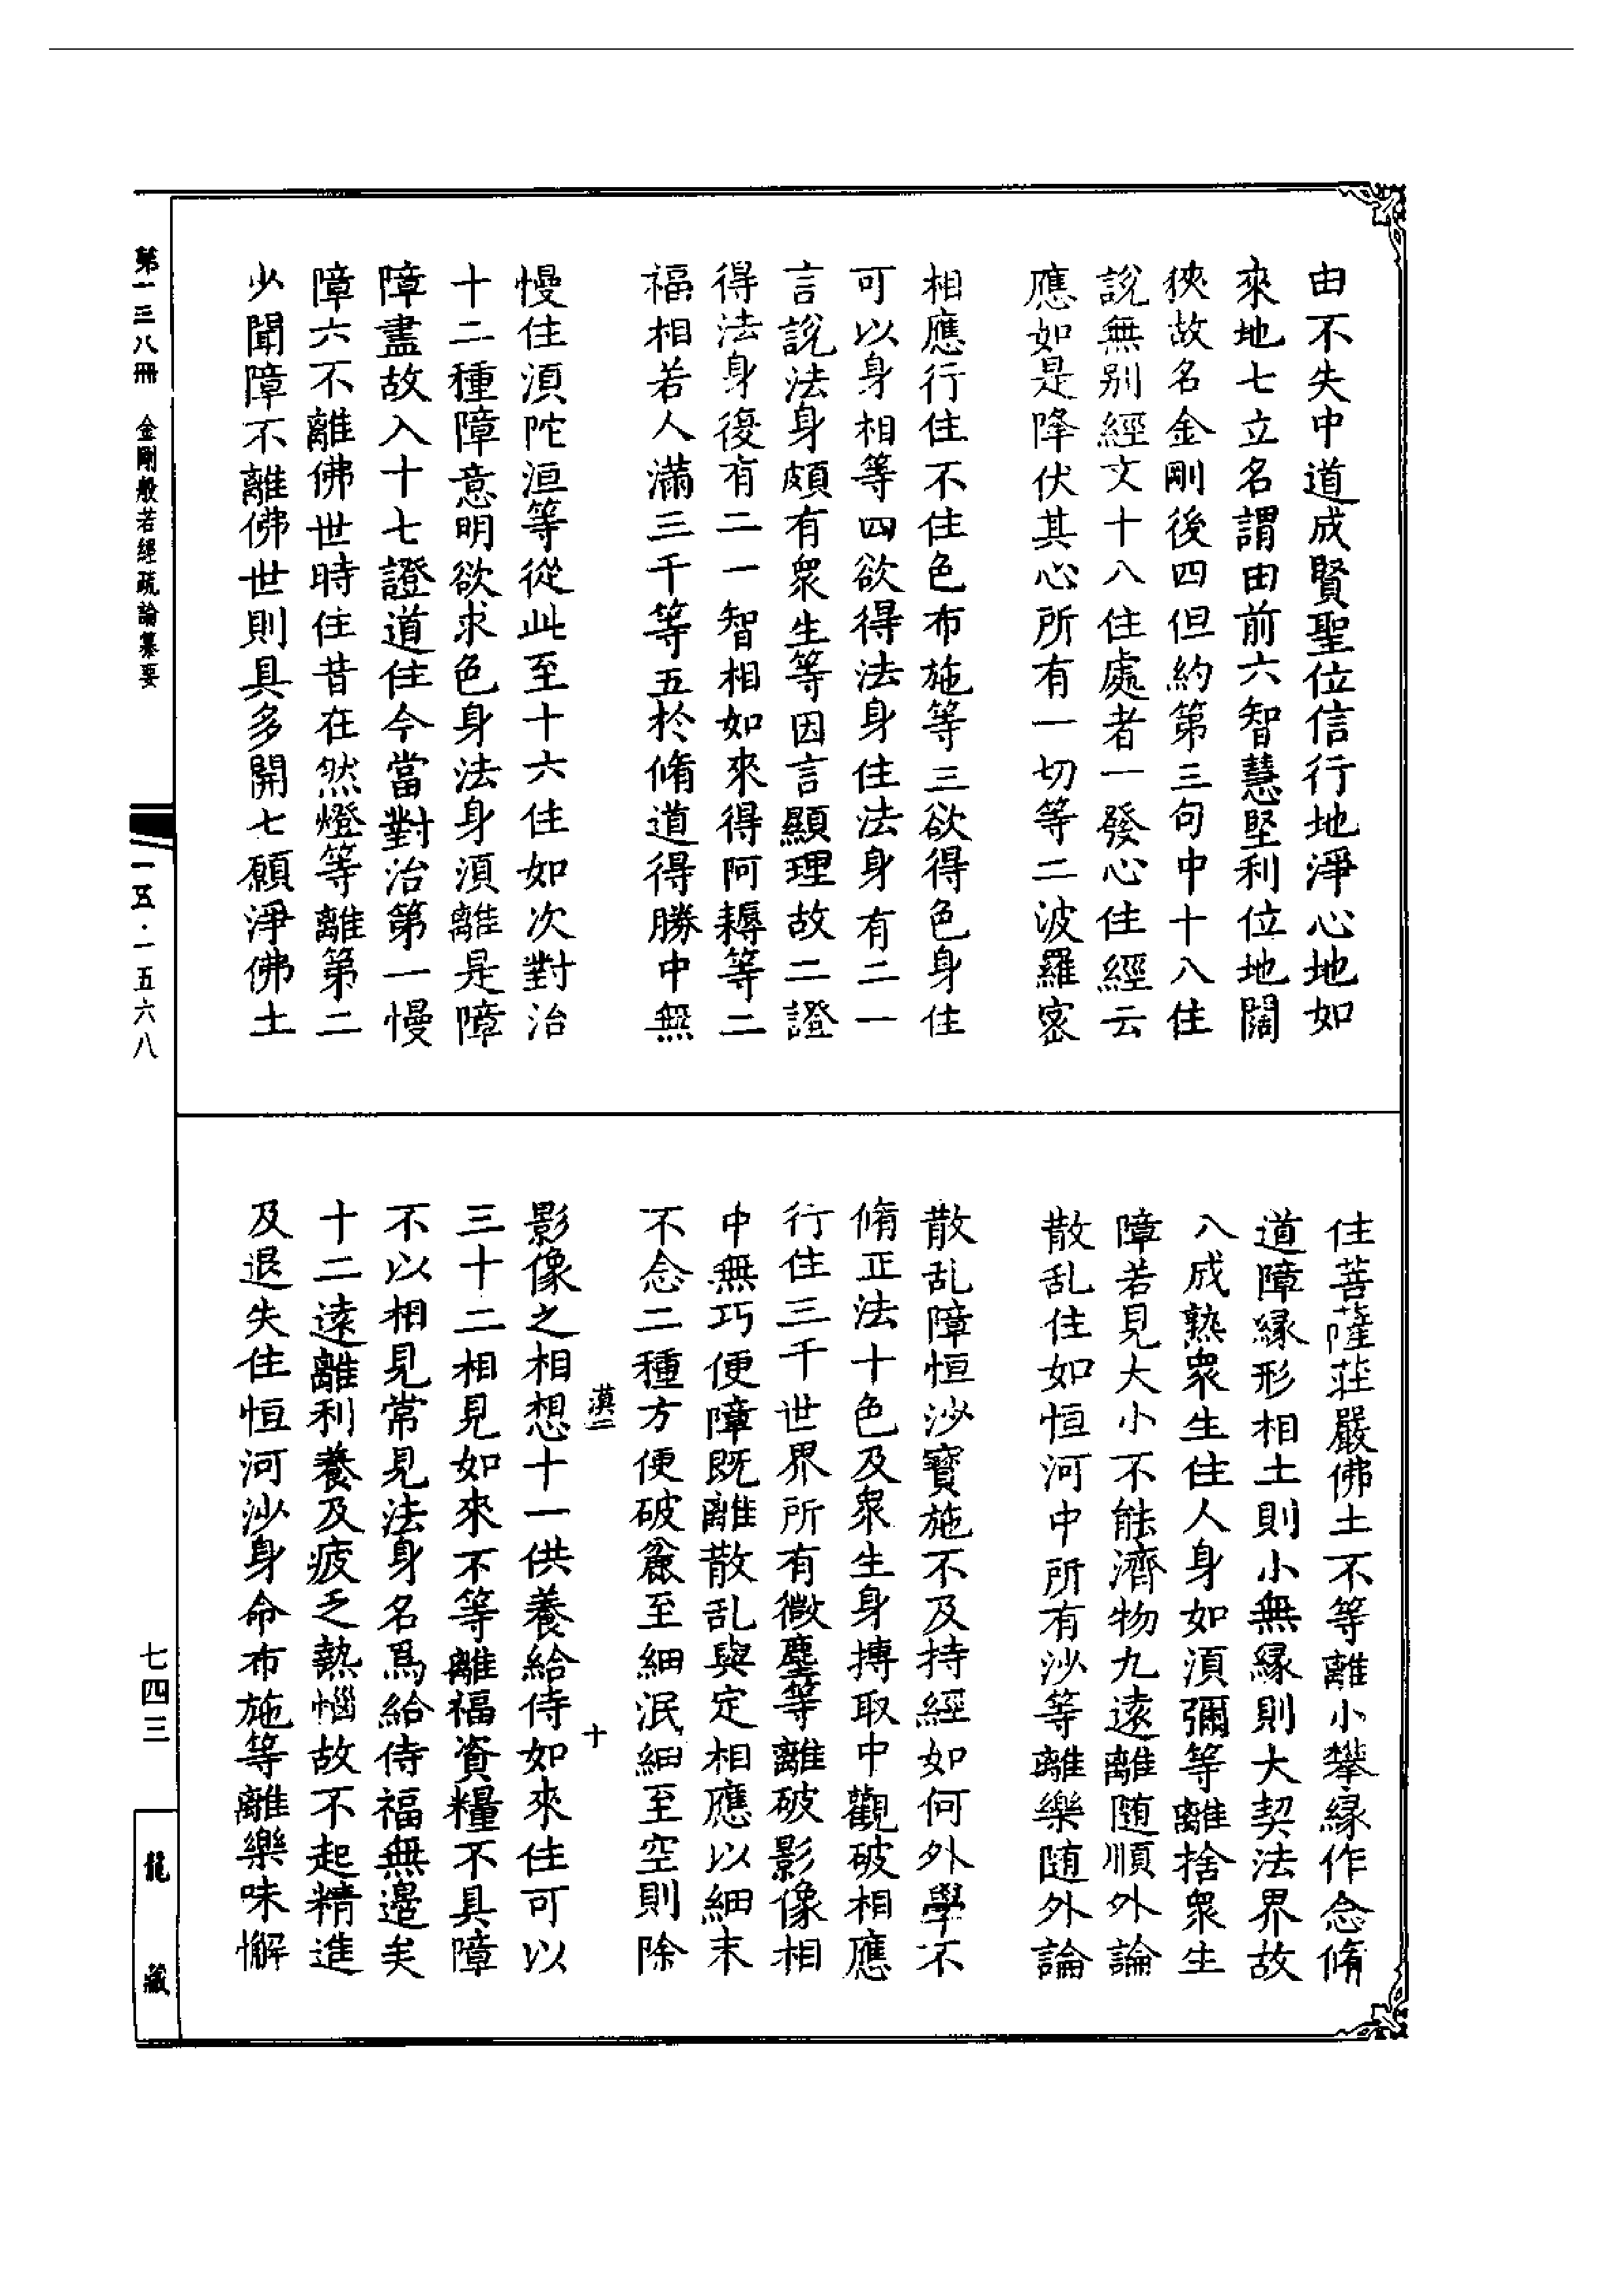 由不失中道成賢聖位信行地淨心地如
來地七立名謂由前六智慧堅利位地闊
狹故名金剛後四但約第三句中十八住
說無別經文十八住處者一發心住經云
應如是降伏其心所有一切等二波羅宻
相應行住不住色布施等三欲得色身住
可以身相等四欲得法身住法身有二一
言說法身頗有衆生等因言顯理故二證
得法身復有二一智相如來得阿耨等二
福相若人滿三千等五於脩道得勝中無
慢住湏陀洹等從此至十六住如次對治
十二種障意明欲求色身法身湏離是障
障盡故入十七證道住今當對治第一慢
障六不離佛世時住昔在然燈等離第二
少聞障不離佛世則具多聞七願淨佛土
住菩薩莊嚴佛土不等離小攀縁作念脩
道障縁形相土則小無縁則大契法界故
八成熟衆生住人身如湏彌等離捨衆生
障若見大小不能濟物九遠離随順外論
散乱住如恒河中所有沙等離樂随外論
散乱障恒沙寳施不及持經如何外學不
脩正法十色及衆生身摶取中觀破相應
行住三千世界所有微塵等離破影像相
中無巧便障既離散乱與定相應以細末
不念二種方便破麄至細泯細至空則除
漠二
十
影像之相想十一供養給侍如來住可以
三十二相見如來不等離福資糧不具障
不以相見常見法身名爲給侍福無邊矣
十二遠離利養及疲乏熱惱故不起精進
及退失住恒河沙身命布施等離樂味懈
第一三八冊
金剛般若經疏論纂要
一五·一五六八
七四三
龍藏